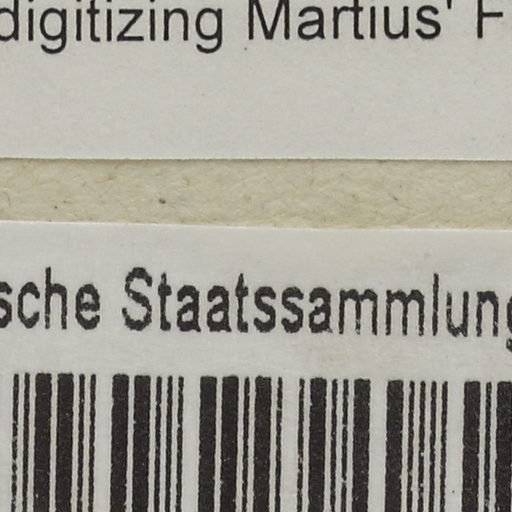 digitizing Martius' F
sche Staatssammlung